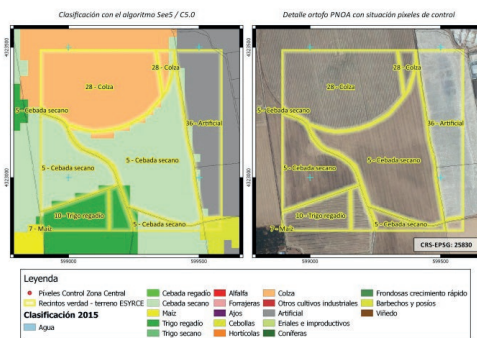 Clasificación con el algoritmo See5 / C5.0
Detalle ortofo PNOA con situación pixeles de control
4323500
28 - Colza
28 - Colza
5 - Cebada secano
36 - Artificial
5 - Cebada secano
5 - Cebada secano
4323000
10 - Trigo regadío
5 - Cebada secano
7 - Maíz
599000
599500
4323500
28 - Colza
28 - Colza
5 - Cebada secano
36 - Artificial
5 - Cebada secano
5 - Cebada secano
4323000
10 - Trigo regadío
5 - Cebada secano
7 - Maíz
CRS-EPSG: 25830
599000
599500
Leyenda
Pixeles Control Zona Central
Recintos verdad - terreno ESYRCE
Clasificación 2015
Agua
Cebada regadío
Cebada secano
Maíz
Trigo regadío
Trigo secano
Alfalfa
Forrajeras
Ajos
Cebollas
Hortícolas
Colza
Otros cultivos industriales
Artificial
Eriales e improductivos
Coníferas
Frondosas crecimiento rápido
Barbechos y posíos
Viñedo